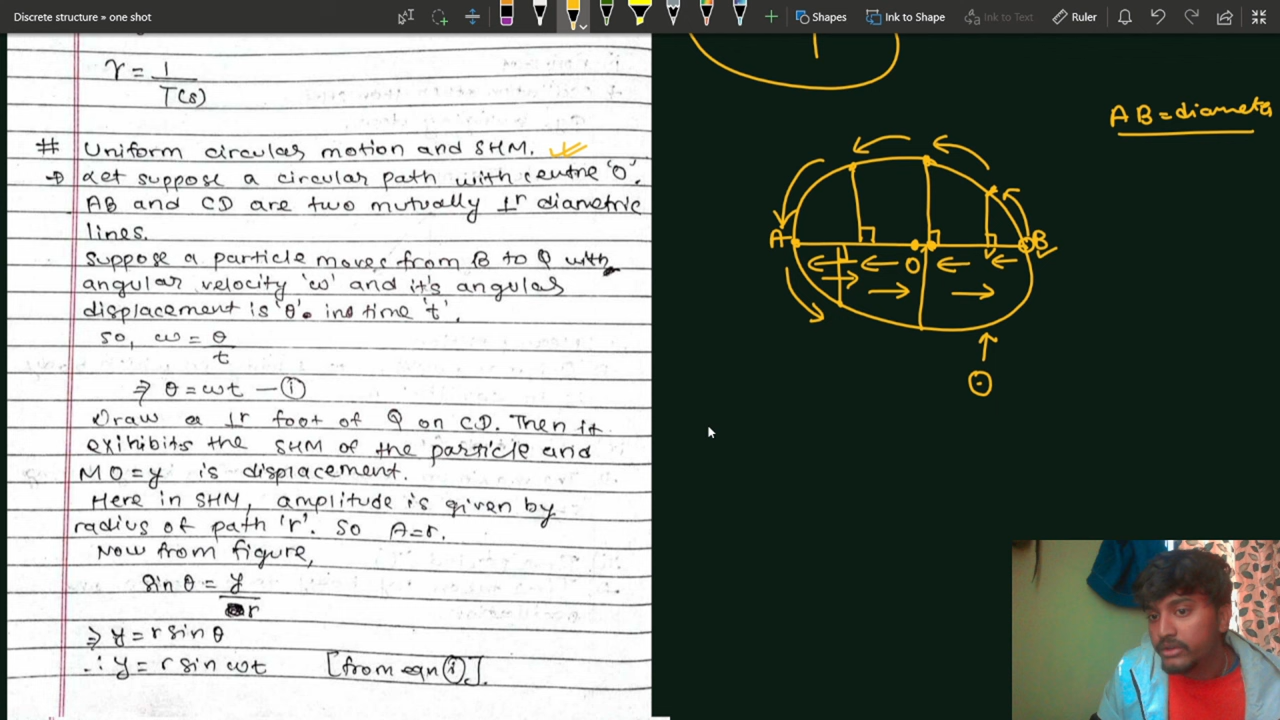 Discrete structure » one shot
Shapes
Ink to Shape
Ink to Text
Ruler
γ = 1
T(s)
# Uniform circular motion and SHM.
→ Let suppose a circular path with centre 'O'.
AB and CD are two mutually ⊥r diametric
lines.
Suppose a particle moves from B to Q with
angular velocity 'ω' and it's angular
displacement is 'θ' in time 't'.
So, ω = θ
t
⇒ θ = ωt — (i)
Draw a ⊥r foot of Q on CD. Then it
exhibits the SHM of the particle and
MO = y is displacement.
Here in SHM, amplitude is given by
radius of path 'r'. So A = r.
Now from figure,
sin θ = y
r
⇒ y = r sin θ
∴ y = r sin ωt [from eqn (i)].
AB = diameter
A
B
O